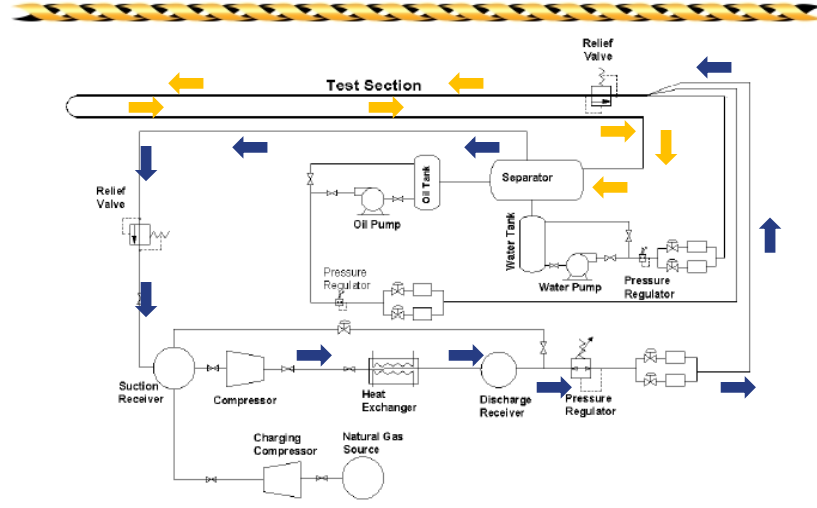 Relief
Valve
Test Section
Separator
Oil Tank
Relief
Valve
Oil Pump
Water Tank
Pressure
Regulator
Water Pump
Pressure
Regulator
Suction
Receiver
Compressor
Heat
Exchanger
Discharge
Receiver
Pressure
Regulator
Charging
Compressor
Natural Gas
Source